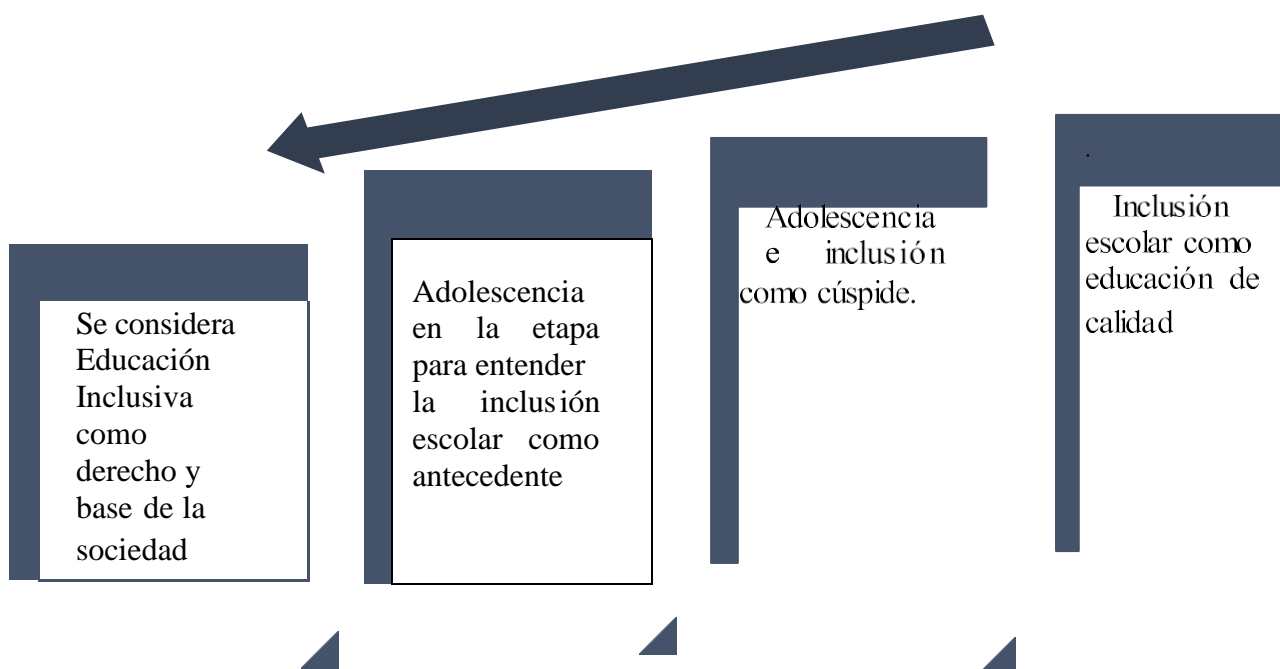 Se considera
Educación
Inclusiva
como
derecho y
base de la
sociedad
Adolescencia
en la etapa
para entender
la inclusión
escolar como
antecedente
Adolescencia
e inclusión
como cúspide.
.
Inclusión
escolar como
educación de
calidad